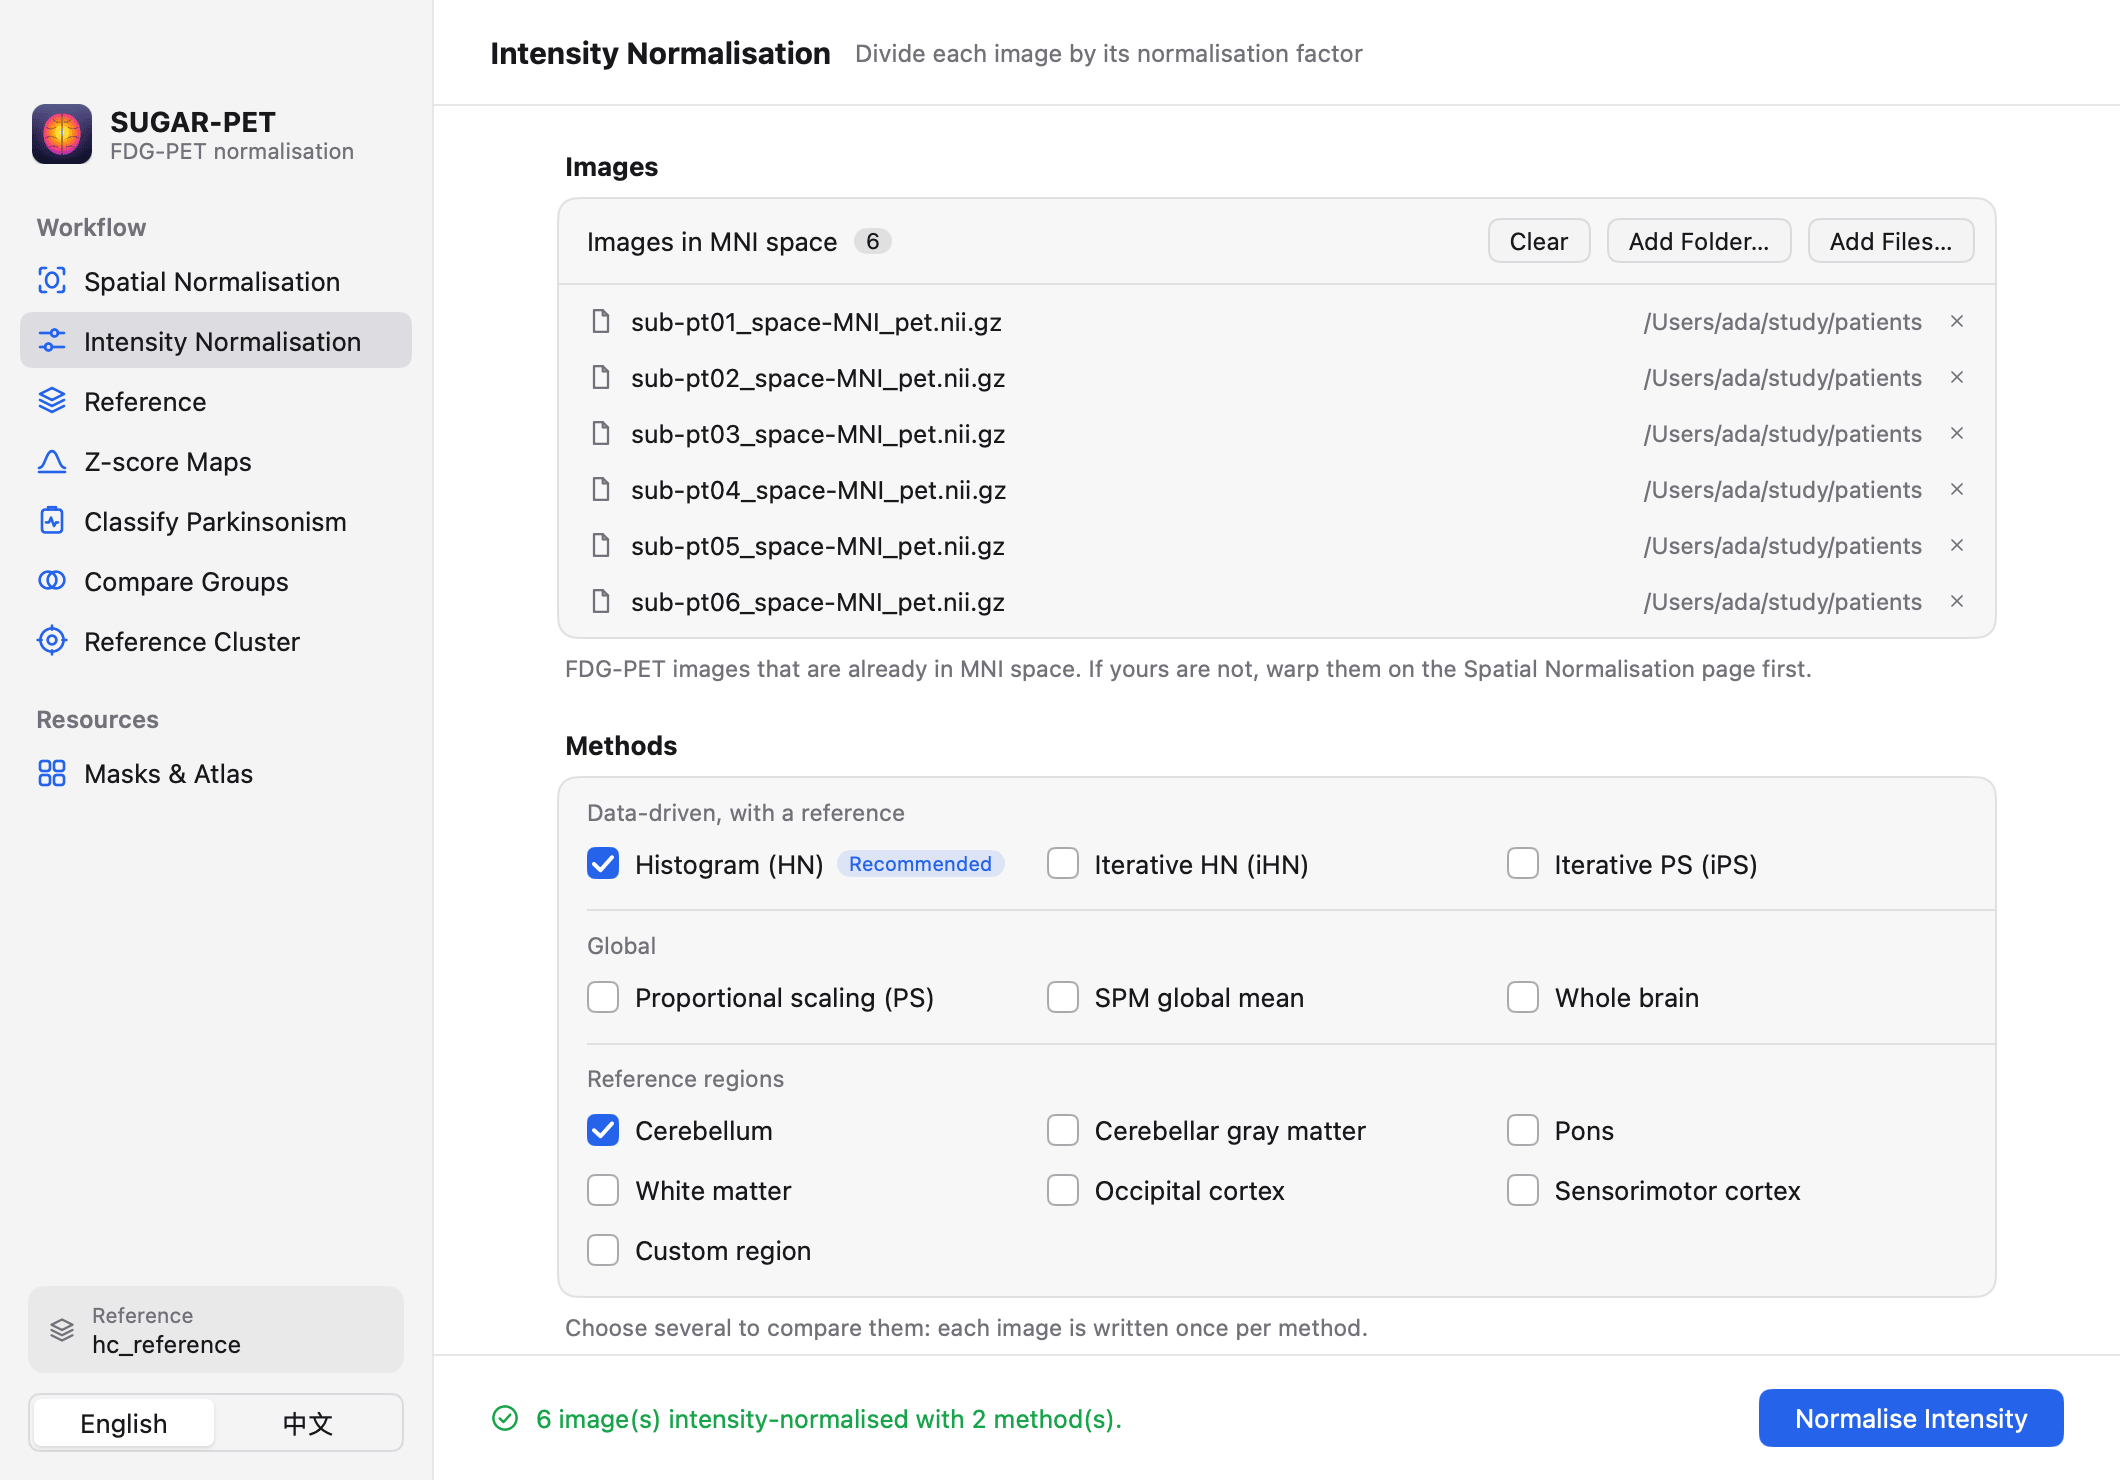 SUGAR-PET
FDG-PET normalisation
Workflow
Spatial Normalisation
Intensity Normalisation
Reference
Z-score Maps
Classify Parkinsonism
Compare Groups
Reference Cluster
Resources
Masks & Atlas
Reference
hc_reference
English 中文
Intensity Normalisation Divide each image by its normalisation factor
Images
Images in MNI space 6 Clear Add Folder... Add Files...
sub-pt01_space-MNI_pet.nii.gz /Users/ada/study/patients ×
sub-pt02_space-MNI_pet.nii.gz /Users/ada/study/patients ×
sub-pt03_space-MNI_pet.nii.gz /Users/ada/study/patients ×
sub-pt04_space-MNI_pet.nii.gz /Users/ada/study/patients ×
sub-pt05_space-MNI_pet.nii.gz /Users/ada/study/patients ×
sub-pt06_space-MNI_pet.nii.gz /Users/ada/study/patients ×
FDG-PET images that are already in MNI space. If yours are not, warp them on the Spatial Normalisation page first.
Methods
Data-driven, with a reference
Histogram (HN) Recommended Iterative HN (iHN) Iterative PS (iPS)
Global
Proportional scaling (PS) SPM global mean Whole brain
Reference regions
Cerebellum Cerebellar gray matter Pons
White matter Occipital cortex Sensorimotor cortex
Custom region
Choose several to compare them: each image is written once per method.
6 image(s) intensity-normalised with 2 method(s). Normalise Intensity